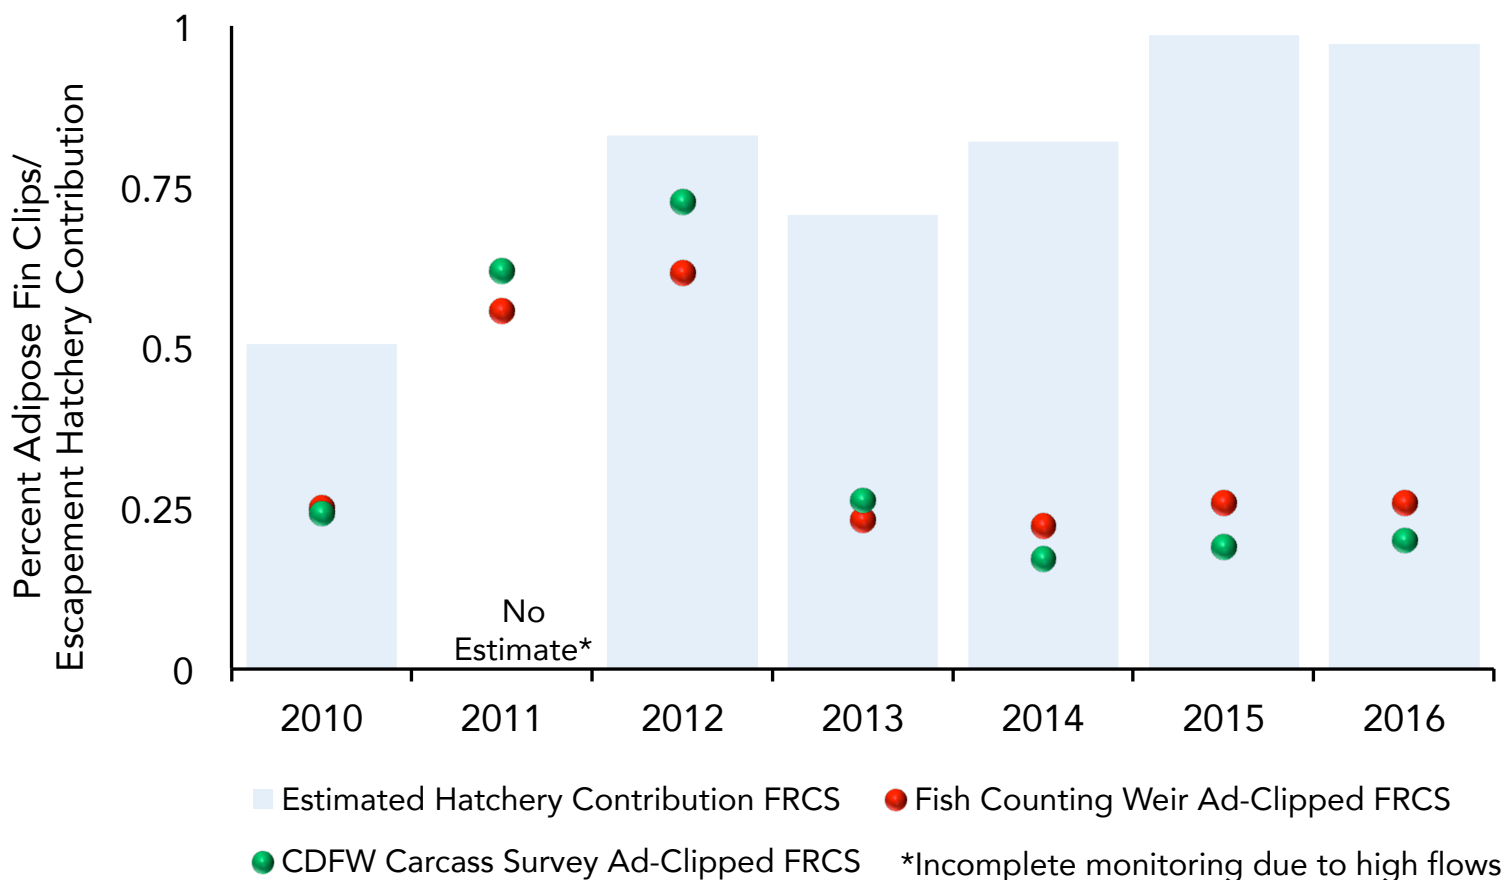 Percent Adipose Fin Clips/
Escapement Hatchery Contribution
1
0.75
0.5
0.25
0
No
Estimate*
2010 2011 2012 2013 2014 2015 2016
Estimated Hatchery Contribution FRCS Fish Counting Weir Ad-Clipped FRCS
CDFW Carcass Survey Ad-Clipped FRCS *Incomplete monitoring due to high flows